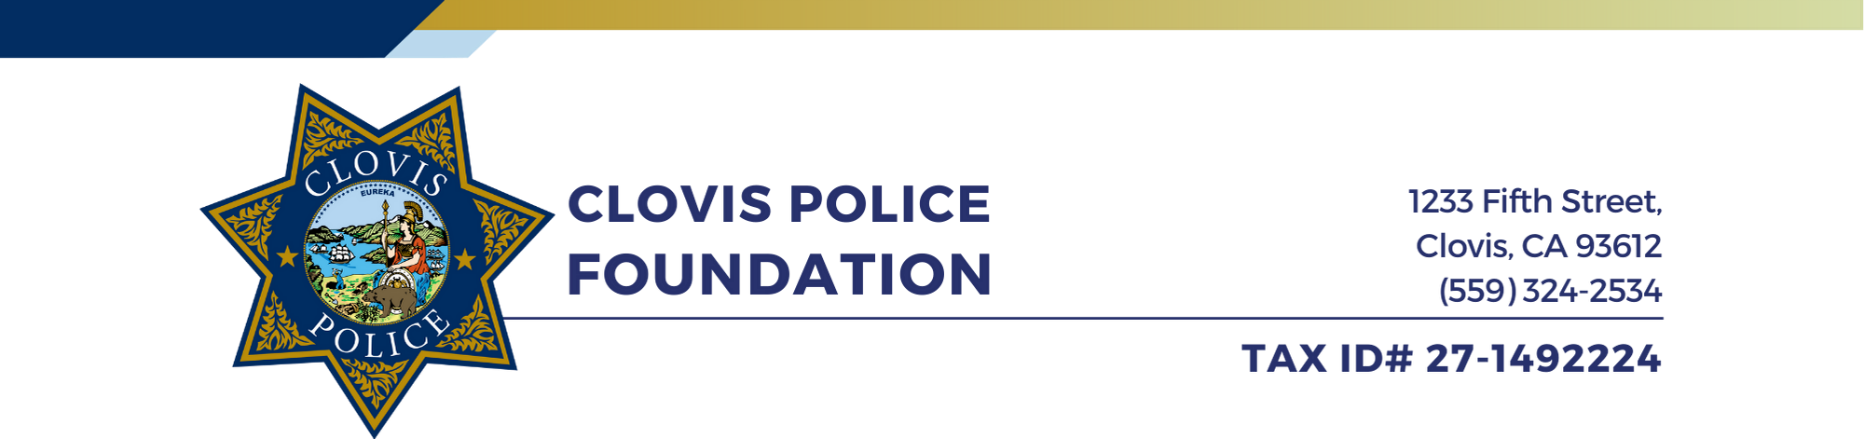 CLOVIS
EUREKA
POLICE
CLOVIS POLICE
FOUNDATION
1233 Fifth Street,
Clovis, CA 93612
(559) 324-2534
TAX ID# 27-1492224